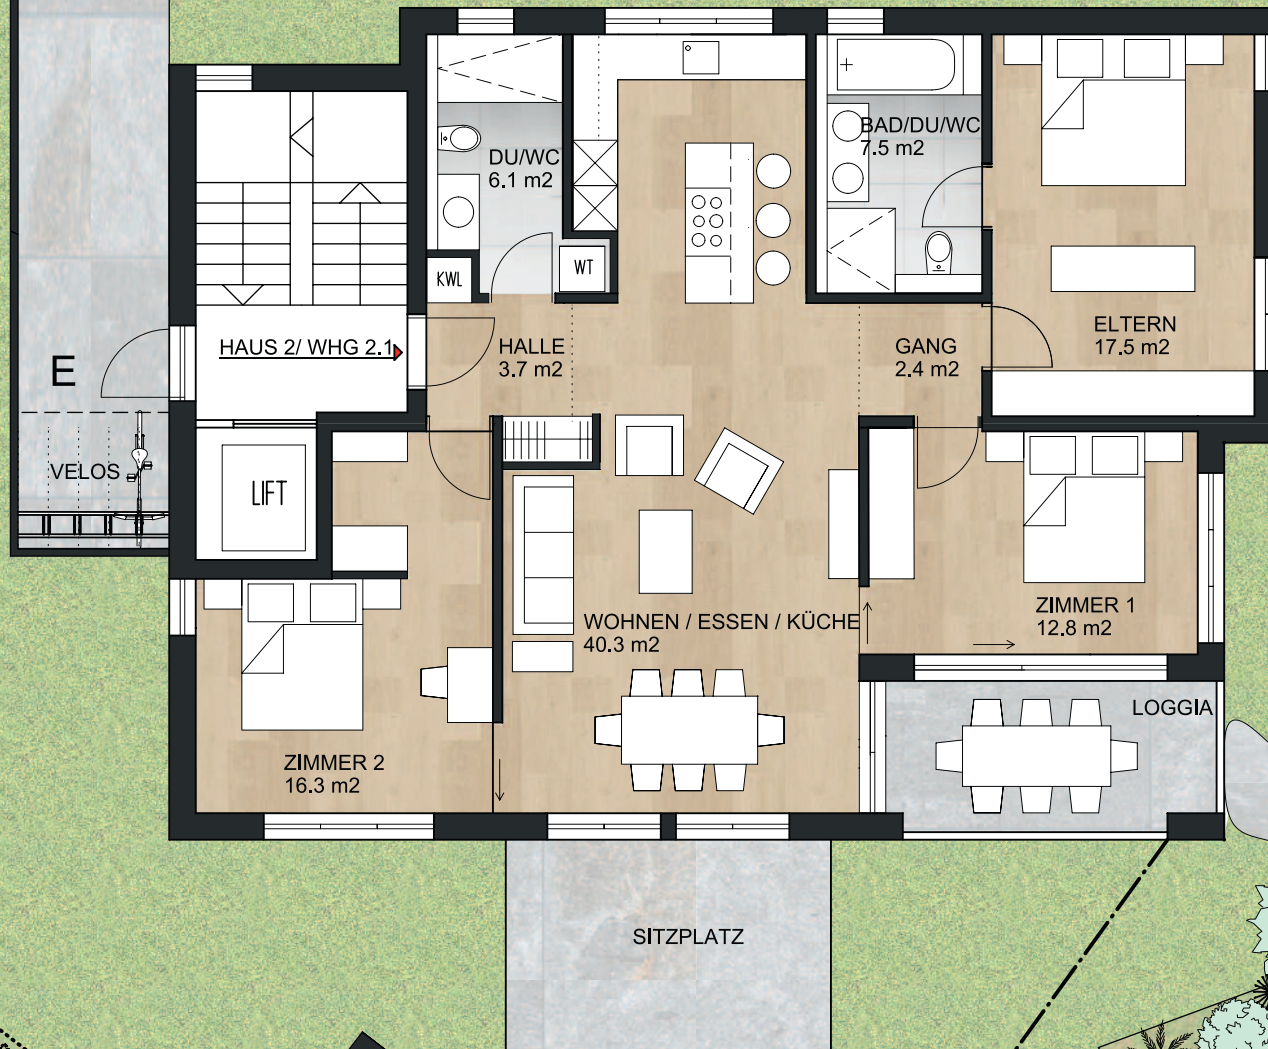 DU/WC
6.1 m2
BAD/DU/WC
7.5 m2
KWL
WT
HAUS 2/ WHG 2.1
HALLE
3.7 m2
GANG
2.4 m2
ELTERN
17.5 m2
E
VELOS
LIFT
WOHNEN / ESSEN / KÜCHE
40.3 m2
ZIMMER 1
12.8 m2
LOGGIA
ZIMMER 2
16.3 m2
SITZPLATZ